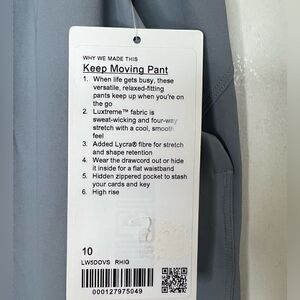 WHY WE MADE THIS
Keep Moving Pant
1. When life gets busy, these
versatile, relaxed-fitting
pants keep up when you're on
the go
2. Luxtreme™ fabric is
sweat-wicking and four-way
stretch with a cool, smooth
feel
3. Added Lycra® fibre for stretch
and shape retention
4. Wear the drawcord out or hide
it inside for a flat waistband
5. Hidden zippered pocket to stash
your cards and key
6. High rise
10
LW5DOVS RHIG
000127975049